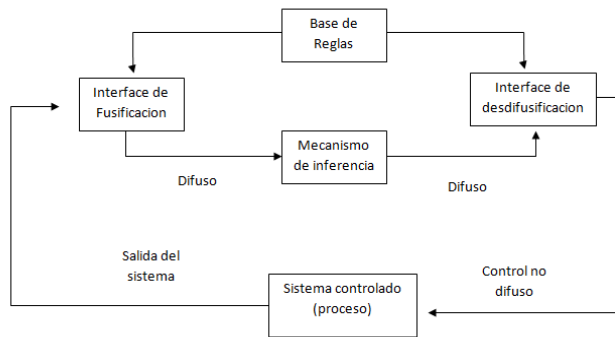 Base de
Reglas
Interface de
Fusificacion
Interface de
desdifusificacion
Mecanismo
de inferencia
Difuso
Difuso
Salida del
sistema
Control no
difuso
Sistema controlado
(proceso)